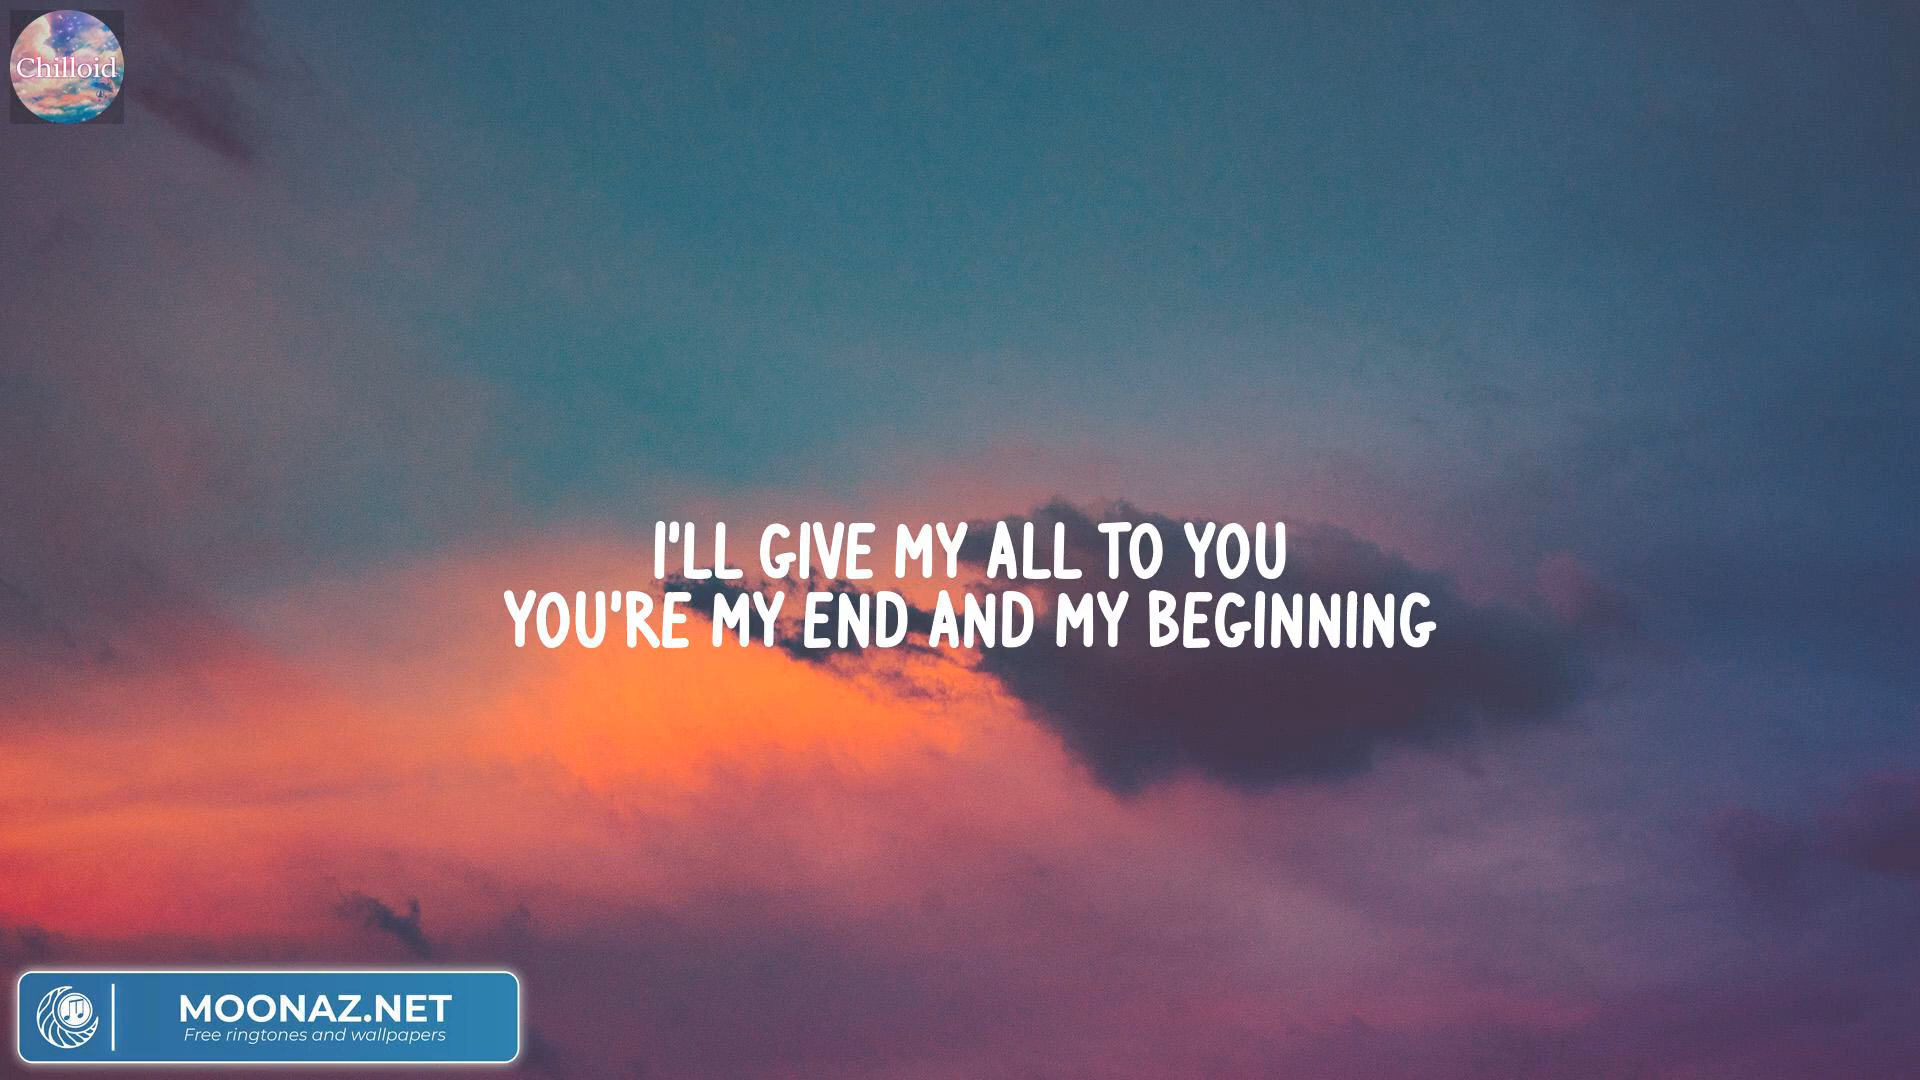 Chilloid
I'LL GIVE MY ALL TO YOU
YOU'RE MY END AND MY BEGINNING
MOONAZ.NET
Free ringtones and wallpapers